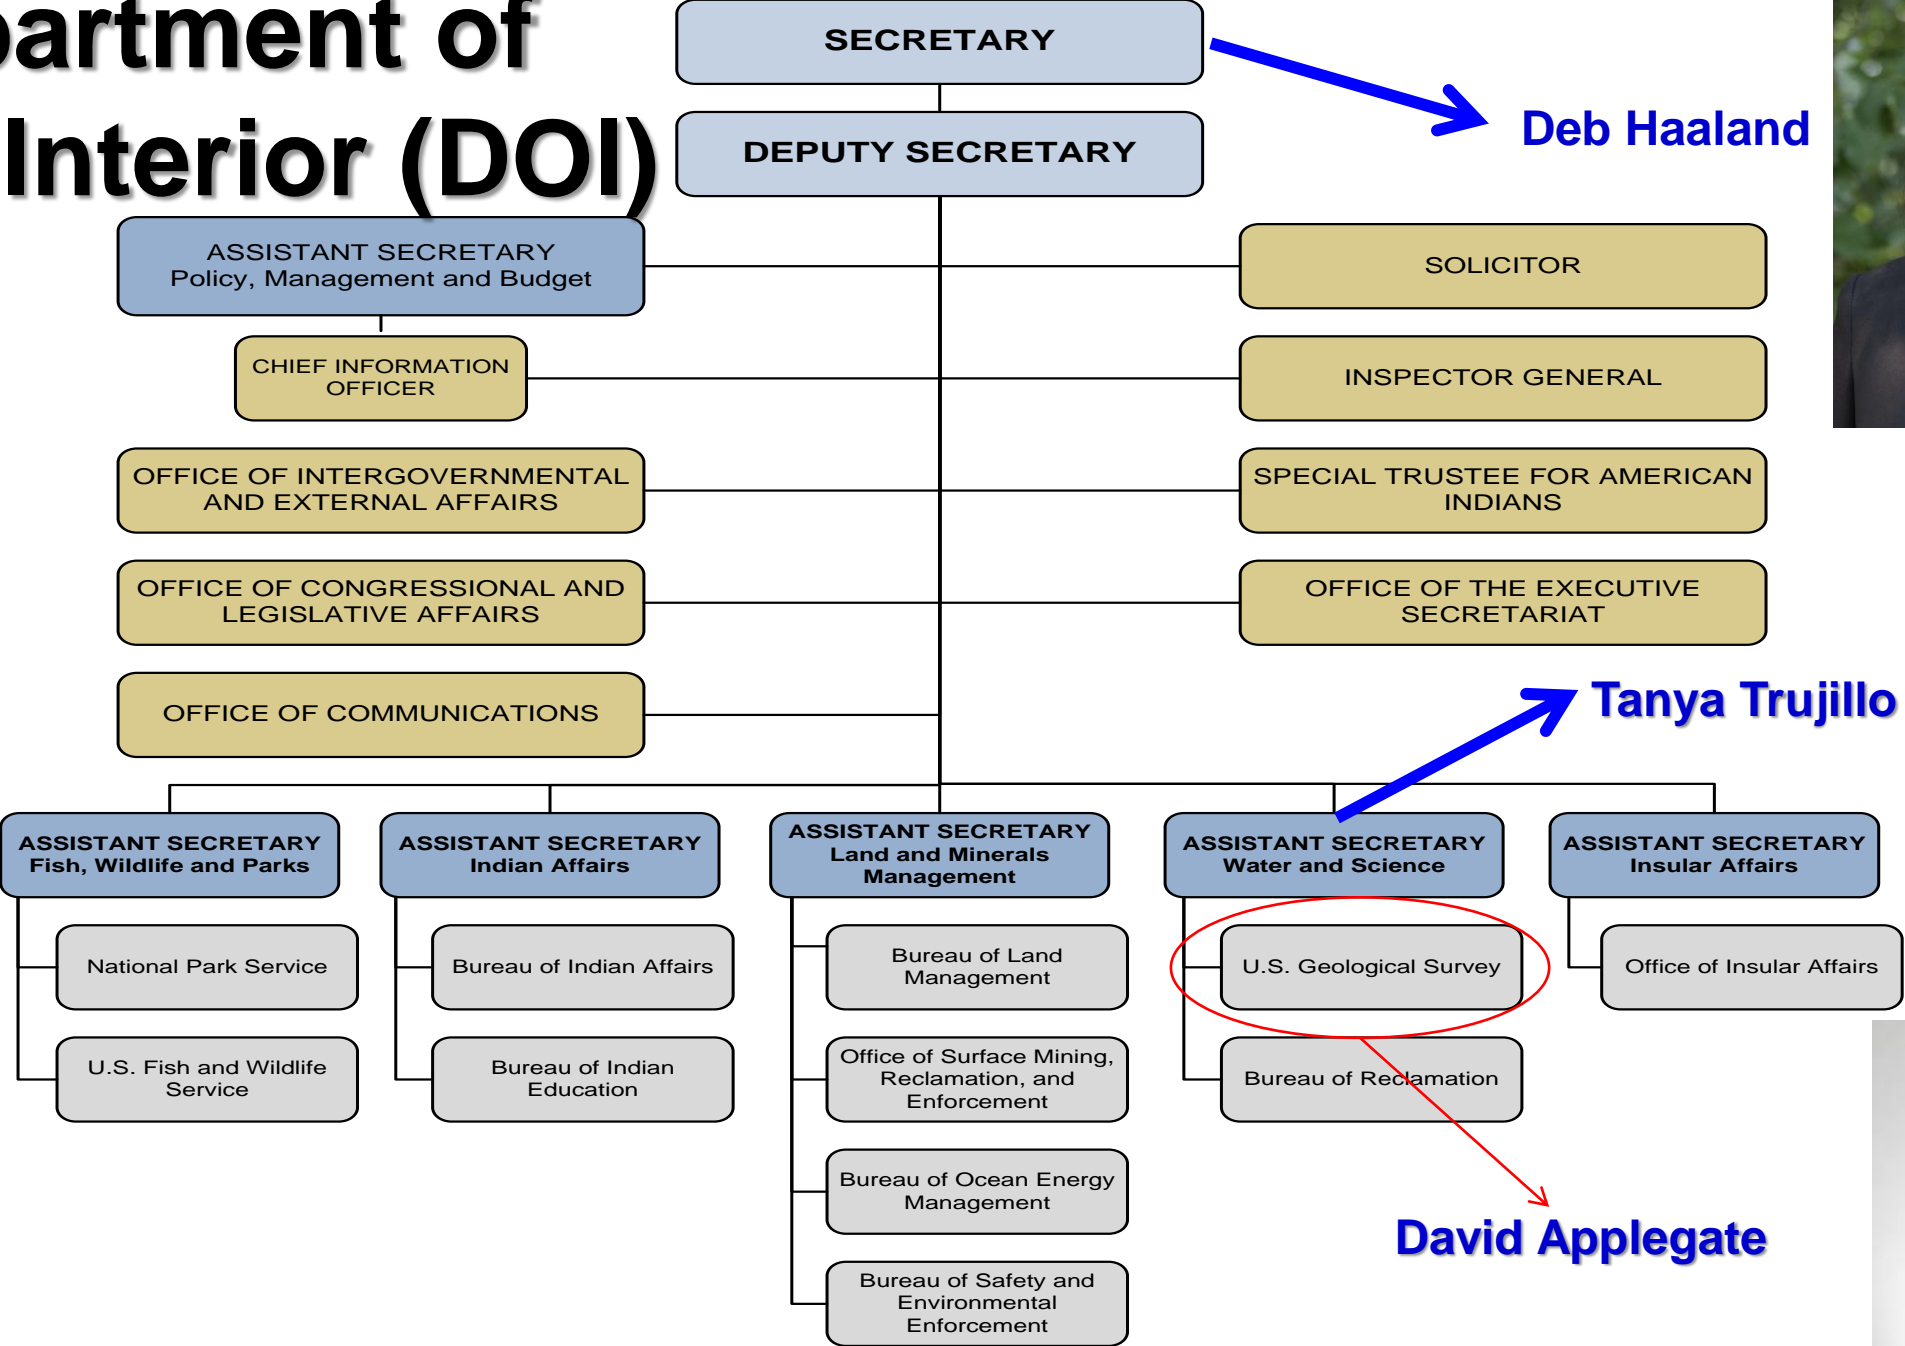 partment of
Interior (DOI)
SECRETARY
DEPUTY SECRETARY
Deb Haaland
ASSISTANT SECRETARY
Policy, Management and Budget
SOLICITOR
CHIEF INFORMATION
OFFICER
INSPECTOR GENERAL
OFFICE OF INTERGOVERNMENTAL
AND EXTERNAL AFFAIRS
SPECIAL TRUSTEE FOR AMERICAN
INDIANS
OFFICE OF CONGRESSIONAL AND
LEGISLATIVE AFFAIRS
OFFICE OF THE EXECUTIVE
SECRETARIAT
OFFICE OF COMMUNICATIONS
Tanya Trujillo
ASSISTANT SECRETARY
Fish, Wildlife and Parks
ASSISTANT SECRETARY
Indian Affairs
ASSISTANT SECRETARY
Land and Minerals
Management
ASSISTANT SECRETARY
Water and Science
ASSISTANT SECRETARY
Insular Affairs
National Park Service
Bureau of Indian Affairs
Bureau of Land
Management
U.S. Geological Survey
Office of Insular Affairs
U.S. Fish and Wildlife
Service
Bureau of Indian
Education
Office of Surface Mining,
Reclamation, and
Enforcement
Bureau of Reclamation
Bureau of Ocean Energy
Management
David Applegate
Bureau of Safety and
Environmental
Enforcement